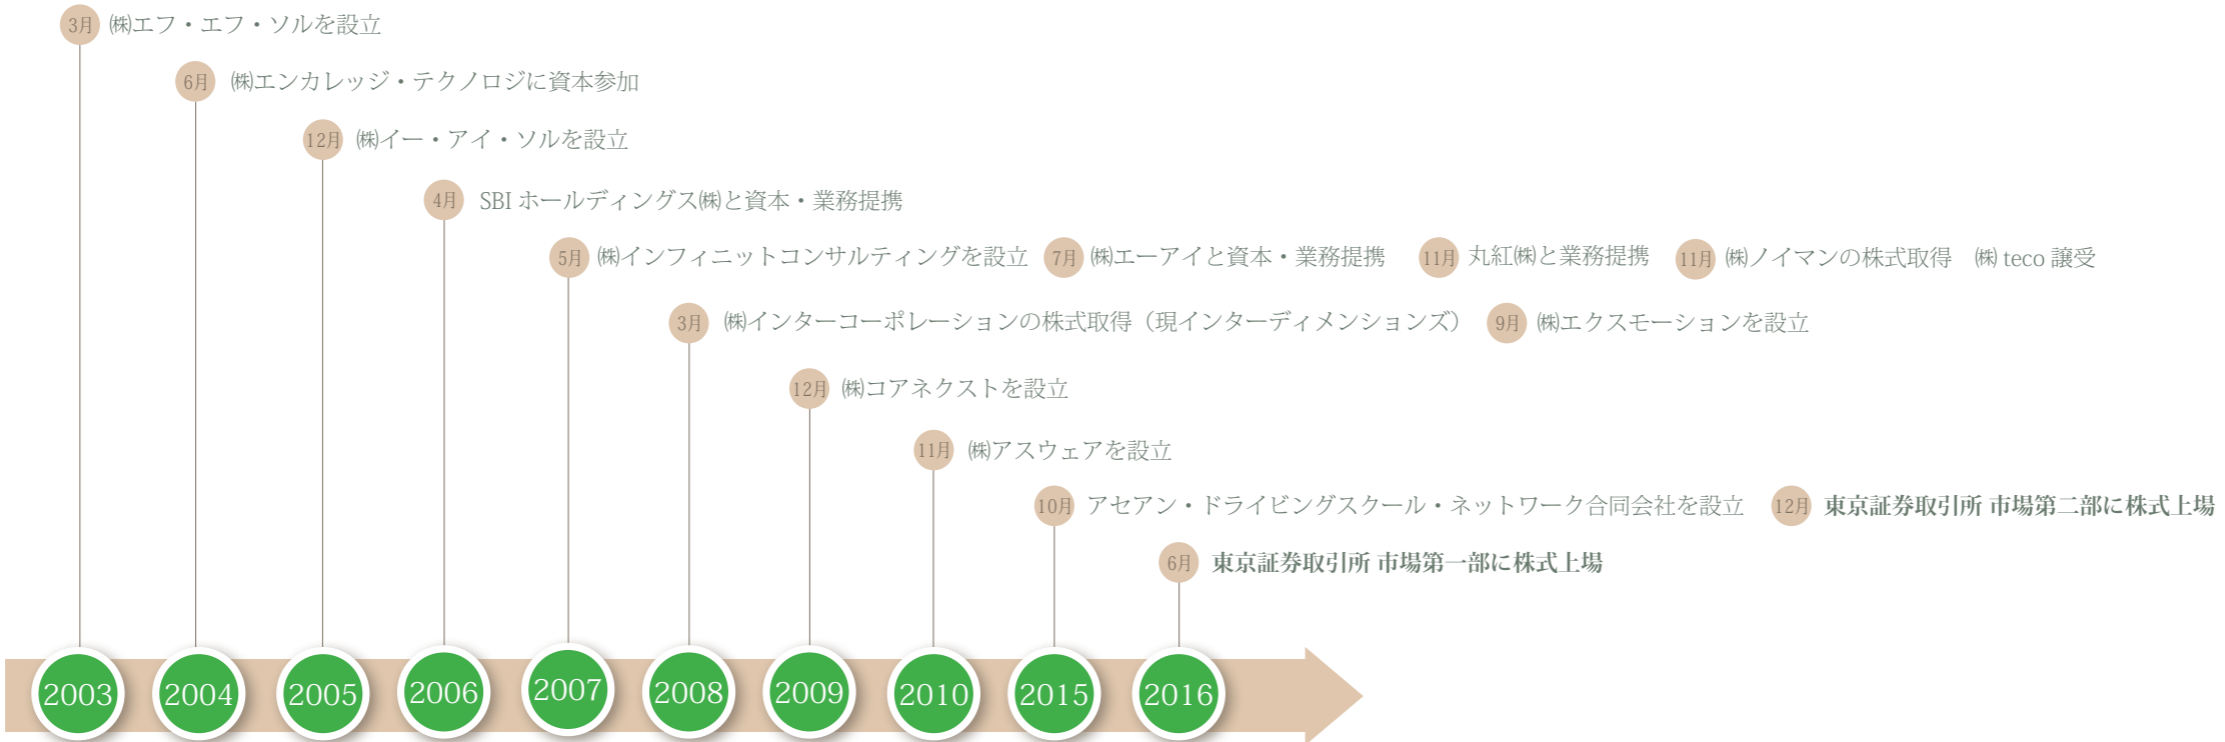 3月 ㈱エフ・エフ・ソルを設立
6月 ㈱エンカレッジ・テクノロジに資本参加
12月 ㈱イー・アイ・ソルを設立
4月 SBI ホールディングス㈱と資本・業務提携
5月 ㈱インフィニットコンサルティングを設立 7月 ㈱エーアイと資本・業務提携 11月 丸紅㈱と業務提携 11月 ㈱ノイマンの株式取得 ㈱ teco 譲受
3月 ㈱インターコーポレーションの株式取得（現インターディメンションズ） 9月 ㈱エクスモーションを設立
12月 ㈱コアネクストを設立
11月 ㈱アスウェアを設立
10月 アセアン・ドライビングスクール・ネットワーク合同会社を設立 12月 東京証券取引所 市場第二部に株式上場
6月 東京証券取引所 市場第一部に株式上場
2003 2004 2005 2006 2007 2008 2009 2010 2015 2016